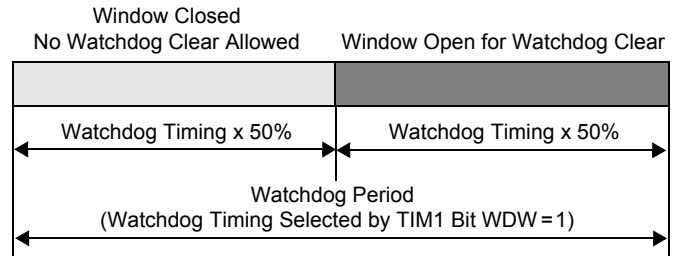 Window Closed
No Watchdog Clear Allowed
Window Open for Watchdog Clear
Watchdog Timing x 50%
Watchdog Timing x 50%
Watchdog Period
(Watchdog Timing Selected by TIM1 Bit WDW = 1)